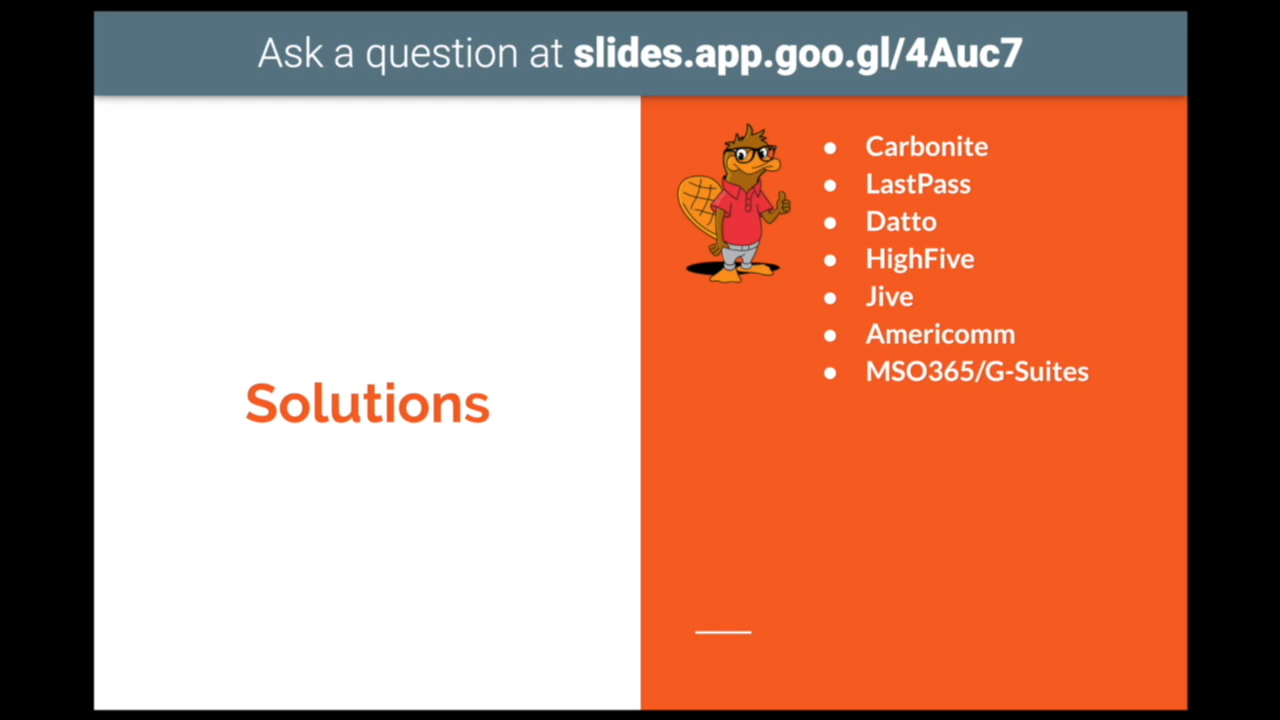 Ask a question at slides.app.goo.gl/4Auc7
Solutions
Carbonite
LastPass
Datto
HighFive
Jive
Americomm
MSO365/G-Suites